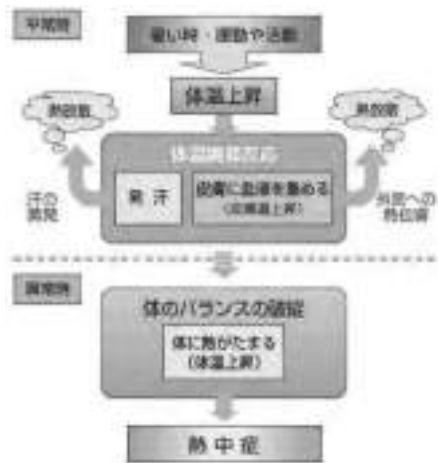 平常時
暑い時・運動や活動
体温上昇
熱放散
熱放散
体温調節反応
汗の
蒸発
発汗
皮膚に血液を集める
(皮膚温上昇)
外気への
熱伝導
異常時
体のバランスの破綻
体に熱がたまる
(体温上昇)
熱中症